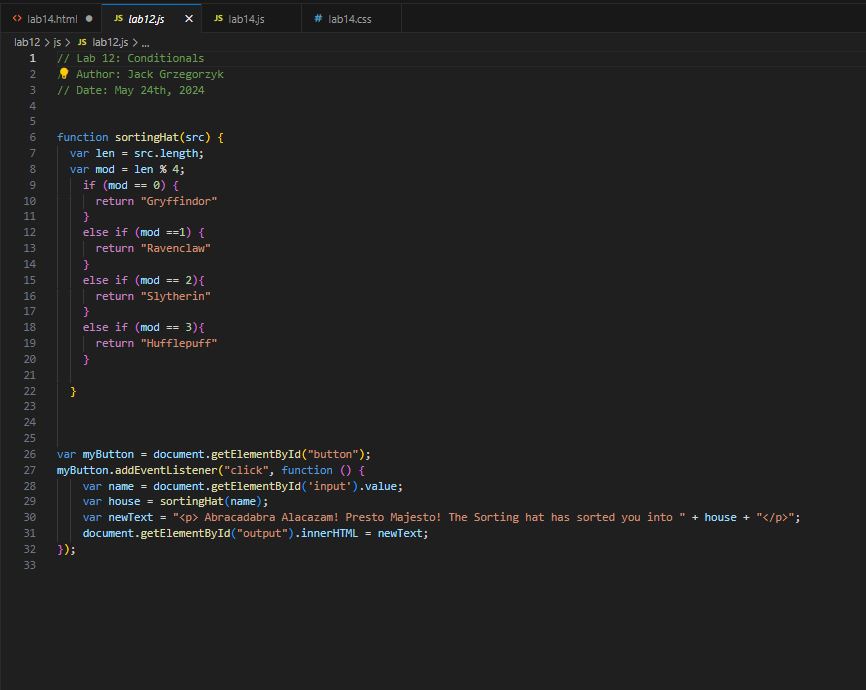 <> lab14.html ●  JS lab12.js ✕  JS lab14.js  # lab14.css
lab12 > js > JS lab12.js > ...
1 // Lab 12: Conditionals
2 // Author: Jack Grzegorzyk
3 // Date: May 24th, 2024
4
5
6 function sortingHat(src) {
7   var len = src.length;
8   var mod = len % 4;
9     if (mod == 0) {
10       return "Gryffindor"
11     }
12     else if (mod ==1) {
13       return "Ravenclaw"
14     }
15     else if (mod == 2){
16       return "Slytherin"
17     }
18     else if (mod == 3){
19       return "Hufflepuff"
20     }
21
22   }
23
24
25
26 var myButton = document.getElementById("button");
27 myButton.addEventListener("click", function () {
28     var name = document.getElementById('input').value;
29     var house = sortingHat(name);
30     var newText = "<p> Abracadabra Alacazam! Presto Majesto! The Sorting hat has sorted you into " + house + "</p>";
31     document.getElementById("output").innerHTML = newText;
32 });
33